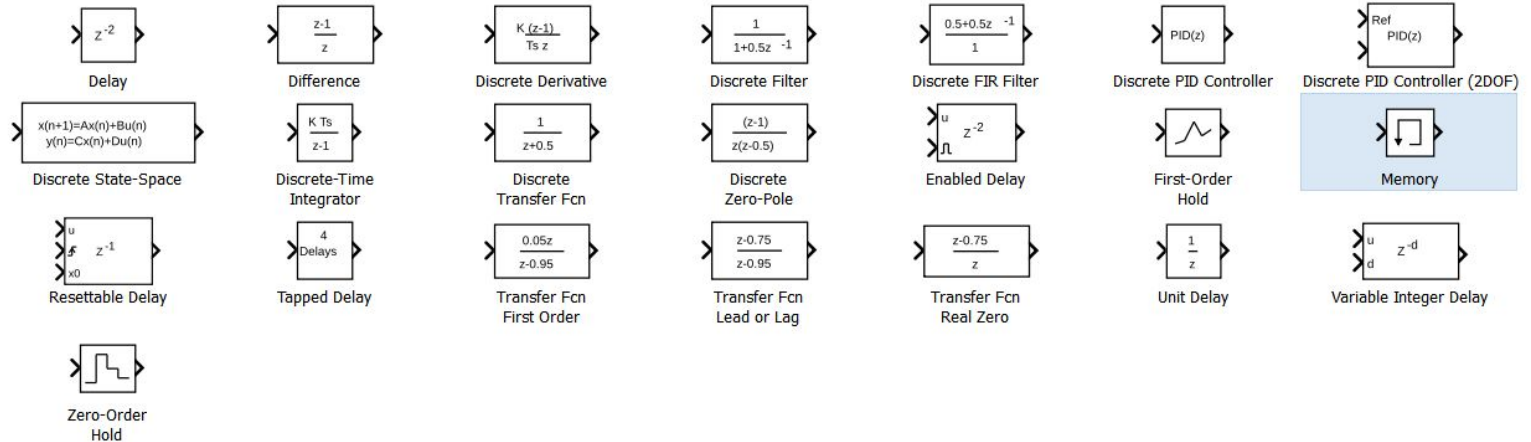 z-2
Delay
z-1
z
Difference
K (z-1)
Ts z
Discrete Derivative
1
1+0.5z -1
Discrete Filter
0.5+0.5z -1
1
Discrete FIR Filter
PID(z)
Discrete PID Controller
Ref
PID(z)
Discrete PID Controller (2DOF)
x(n+1)=Ax(n)+Bu(n)
y(n)=Cx(n)+Du(n)
Discrete State-Space
K Ts
z-1
Discrete-Time
Integrator
1
z+0.5
Discrete
Transfer Fcn
(z-1)
z(z-0.5)
Discrete
Zero-Pole
u
z-2
Enabled Delay
First-Order
Hold
Memory
u
z-1
x0
Resettable Delay
4
Delays
Tapped Delay
0.05z
z-0.95
Transfer Fcn
First Order
z-0.75
z-0.95
Transfer Fcn
Lead or Lag
z-0.75
z
Transfer Fcn
Real Zero
1
z
Unit Delay
u
z-d
d
Variable Integer Delay
Zero-Order
Hold